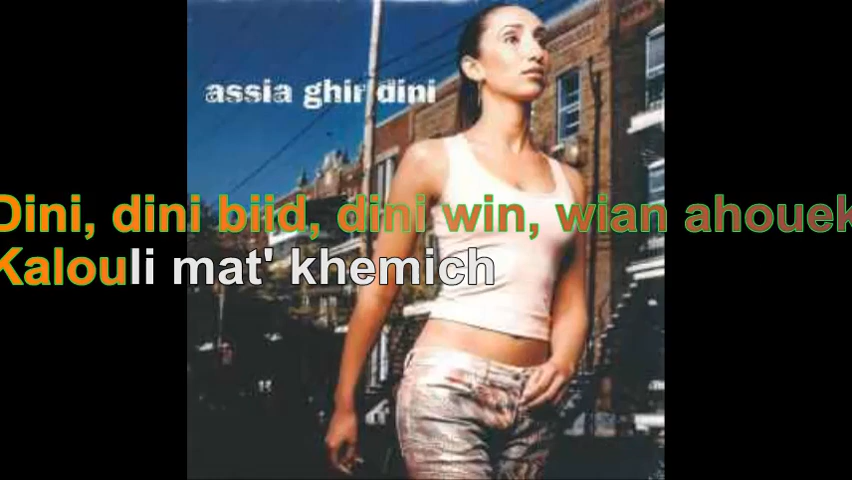 assia ghir dini
Dini, dini biid, dini win, wian ahouek
Kalouli mat' khemich